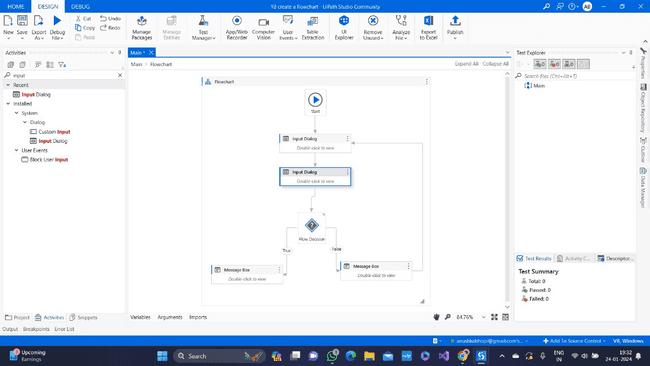 HOME DESIGN DEBUG
Yd create a Flowchart - UiPath Studio Community
AE
New Save Export As Debug File
Cut Copy Paste Undo Redo
Manage Packages
Manage Entities
Test Manager
App/Web Recorder
Computer Vision
User Events
Table Extraction
UI Explorer
Remove Unused
Analyze File
Export to Excel
Publish
Activities
input
Recent
Input Dialog
Installed
System
Dialog
Custom Input
Input Dialog
User Events
Block User Input
Main *
Main > Flowchart
Expand All Collapse All
Flowchart
Start
Input Dialog
Double-click to view
Input Dialog
Double-click to view
Flow Decision
True
False
Message Box
Double-click to view
Message Box
Double-click to view
Test Explorer
Search files (Ctrl+Alt+T)
Main
Properties
Object Repository
Outline
Data Manager
Test Results
Activity C...
Descriptor...
Test Summary
Total: 0
Passed: 0
Failed: 0
Project Activities Snippets
Variables Arguments Imports
84.76%
Output Breakpoints Error List
Add to Source Control
VB, Windows
Upcoming
Earnings
Search
ENG
IN
19:32
24-01-2024